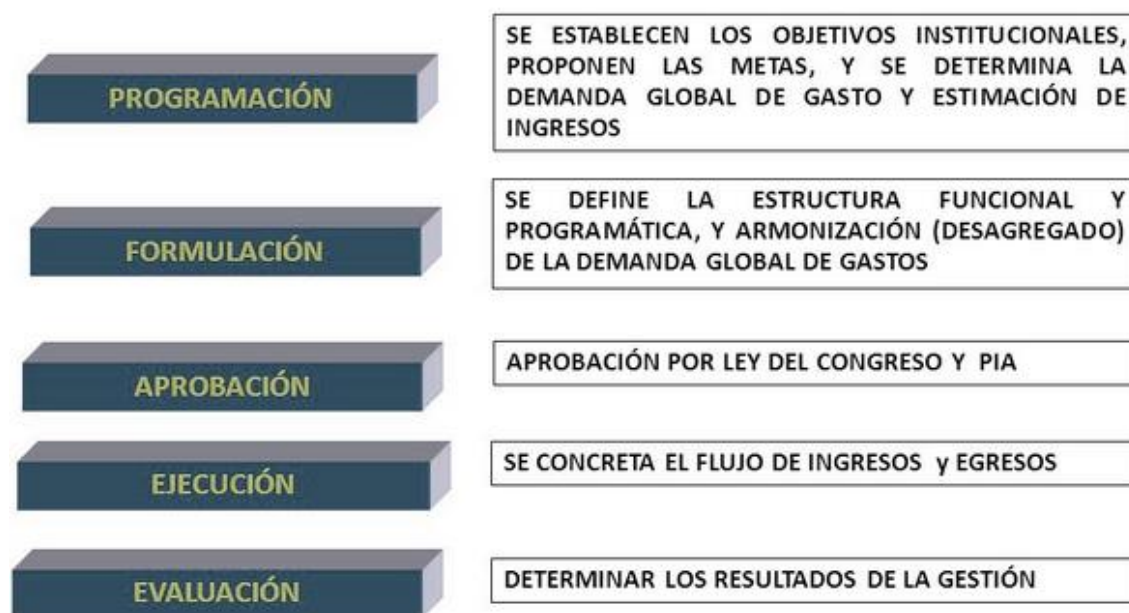 PROGRAMACIÓN
SE ESTABLECEN LOS OBJETIVOS INSTITUCIONALES,
PROPONEN LAS METAS, Y SE DETERMINA LA
DEMANDA GLOBAL DE GASTO Y ESTIMACIÓN DE
INGRESOS
FORMULACIÓN
SE DEFINE LA ESTRUCTURA FUNCIONAL Y
PROGRAMÁTICA, Y ARMONIZACIÓN (DESAGREGADO)
DE LA DEMANDA GLOBAL DE GASTOS
APROBACIÓN
APROBACIÓN POR LEY DEL CONGRESO Y PIA
EJECUCIÓN
SE CONCRETA EL FLUJO DE INGRESOS y EGRESOS
EVALUACIÓN
DETERMINAR LOS RESULTADOS DE LA GESTIÓN